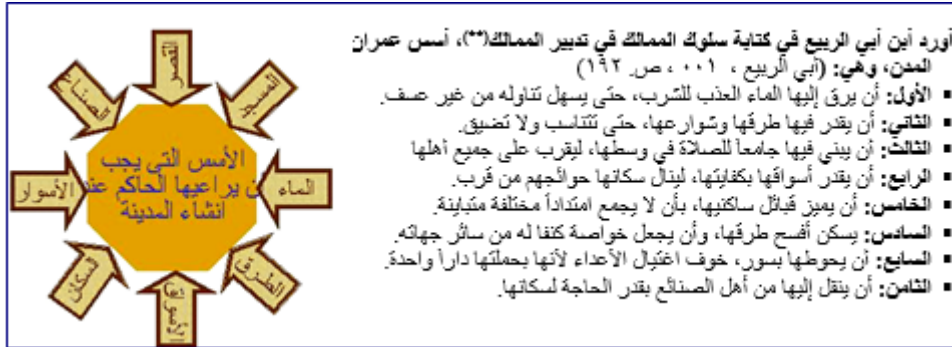 أورد ابن أبي الربيع في كتابة سلوك الممالك في تدبير الممالك(**)، أسس عمران
المدن، وهي: (أبي الربيع ، ٠٠١ ، ص. ١٩٢)
▪ الأول: أن يرق إليها الماء العذب للشرب، حتى يسهل تناوله من غير عسف.
▪ الثاني: أن يقدر فيها طرقها وشوارعها، حتى تتناسب ولا تضيق.
▪ الثالث: أن يبني فيها جامعاً للصلاة في وسطها، ليقرب على جميع أهلها
▪ الرابع: أن يقدر أسواقها بكفايتها، لينال سكانها حوائجهم من قرب.
▪ الخامس: أن يميز قبائل ساكنيها، بأن لا يجمع امتداداً مختلفة متباينة.
▪ السادس: يسكن أفسح طرقها، وأن يجعل خواصة كنفا له من سائر جهاته.
▪ السابع: أن يحوطها بسور، خوف اغتيال الأعداء لأنها بحملتها داراً واحدة.
▪ الثامن: أن ينقل إليها من أهل الصنائع بقدر الحاجة لسكانها.
القصر
المسجد
الماء
الطرق
الأسواق
السكان
الأسوار
الأسس التى يجب
ن يراعيها الحاكم عند
انشاء المدينة